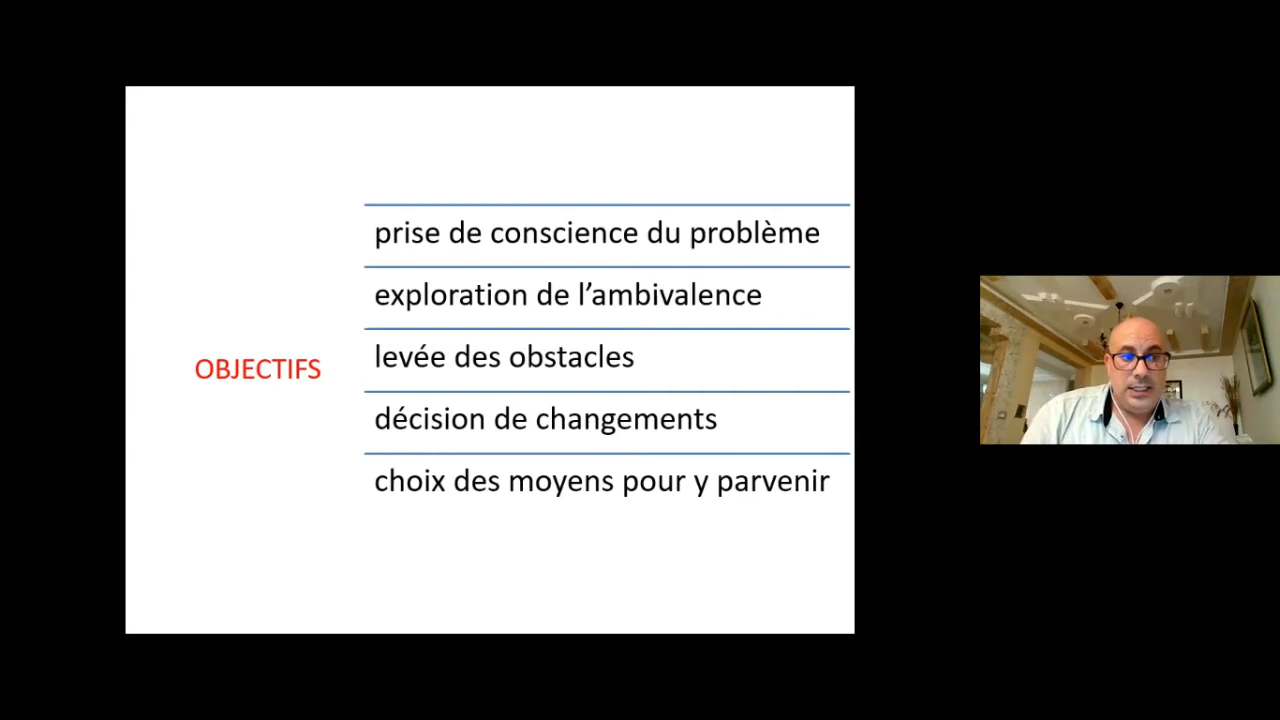 OBJECTIFS
prise de conscience du problème
exploration de l’ambivalence
levée des obstacles
décision de changements
choix des moyens pour y parvenir